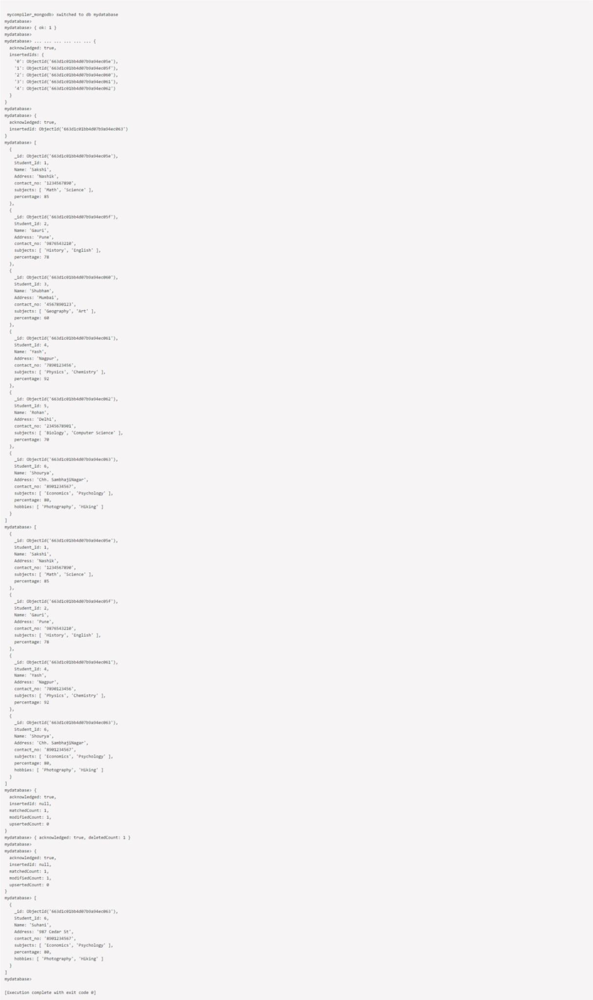 mycompiler_mongodb> switched to db mydatabase
mydatabase>
mydatabase> { ok: 1 }
mydatabase>
mydatabase> ... ... ... ... ... ... {
  acknowledged: true,
  insertedIds: {
    '0': ObjectId('663d1c01bb4d07b9a94ec05e'),
    '1': ObjectId('663d1c01bb4d07b9a94ec05f'),
    '2': ObjectId('663d1c01bb4d07b9a94ec060'),
    '3': ObjectId('663d1c01bb4d07b9a94ec061'),
    '4': ObjectId('663d1c01bb4d07b9a94ec062')
  }
}
mydatabase>
mydatabase> {
  acknowledged: true,
  insertedId: ObjectId('663d1c01bb4d07b9a94ec063')
}
mydatabase> [
  {
    _id: ObjectId('663d1c01bb4d07b9a94ec05e'),
    Student_Id: 1,
    Name: 'Sakshi',
    Address: 'Nashik',
    contact_no: '1234567890',
    subjects: [ 'Math', 'Science' ],
    percentage: 85
  },
  {
    _id: ObjectId('663d1c01bb4d07b9a94ec05f'),
    Student_Id: 2,
    Name: 'Gauri',
    Address: 'Pune',
    contact_no: '9876543210',
    subjects: [ 'History', 'English' ],
    percentage: 78
  },
  {
    _id: ObjectId('663d1c01bb4d07b9a94ec060'),
    Student_Id: 3,
    Name: 'Shubham',
    Address: 'Mumbai',
    contact_no: '4567890123',
    subjects: [ 'Geography', 'Art' ],
    percentage: 60
  },
  {
    _id: ObjectId('663d1c01bb4d07b9a94ec061'),
    Student_Id: 4,
    Name: 'Yash',
    Address: 'Nagpur',
    contact_no: '7890123456',
    subjects: [ 'Physics', 'Chemistry' ],
    percentage: 92
  },
  {
    _id: ObjectId('663d1c01bb4d07b9a94ec062'),
    Student_Id: 5,
    Name: 'Rohan',
    Address: 'Delhi',
    contact_no: '2345678901',
    subjects: [ 'Biology', 'Computer Science' ],
    percentage: 70
  },
  {
    _id: ObjectId('663d1c01bb4d07b9a94ec063'),
    Student_Id: 6,
    Name: 'Shourya',
    Address: 'Chh. SambhajiNagar',
    contact_no: '8901234567',
    subjects: [ 'Economics', 'Psychology' ],
    percentage: 80,
    hobbies: [ 'Photography', 'Hiking' ]
  }
]
mydatabase> [
  {
    _id: ObjectId('663d1c01bb4d07b9a94ec05e'),
    Student_Id: 1,
    Name: 'Sakshi',
    Address: 'Nashik',
    contact_no: '1234567890',
    subjects: [ 'Math', 'Science' ],
    percentage: 85
  },
  {
    _id: ObjectId('663d1c01bb4d07b9a94ec05f'),
    Student_Id: 2,
    Name: 'Gauri',
    Address: 'Pune',
    contact_no: '9876543210',
    subjects: [ 'History', 'English' ],
    percentage: 78
  },
  {
    _id: ObjectId('663d1c01bb4d07b9a94ec061'),
    Student_Id: 4,
    Name: 'Yash',
    Address: 'Nagpur',
    contact_no: '7890123456',
    subjects: [ 'Physics', 'Chemistry' ],
    percentage: 92
  },
  {
    _id: ObjectId('663d1c01bb4d07b9a94ec063'),
    Student_Id: 6,
    Name: 'Shourya',
    Address: 'Chh. SambhajiNagar',
    contact_no: '8901234567',
    subjects: [ 'Economics', 'Psychology' ],
    percentage: 80,
    hobbies: [ 'Photography', 'Hiking' ]
  }
]
mydatabase> {
  acknowledged: true,
  insertedId: null,
  matchedCount: 1,
  modifiedCount: 1,
  upsertedCount: 0
}
mydatabase> { acknowledged: true, deletedCount: 1 }
mydatabase>
mydatabase> {
  acknowledged: true,
  insertedId: null,
  matchedCount: 1,
  modifiedCount: 1,
  upsertedCount: 0
}
mydatabase> [
  {
    _id: ObjectId('663d1c01bb4d07b9a94ec063'),
    Student_Id: 6,
    Name: 'Suhani',
    Address: '987 Cedar St',
    contact_no: '8901234567',
    subjects: [ 'Economics', 'Psychology' ],
    percentage: 80,
    hobbies: [ 'Photography', 'Hiking' ]
  }
]
mydatabase>
[Execution complete with exit code 0]